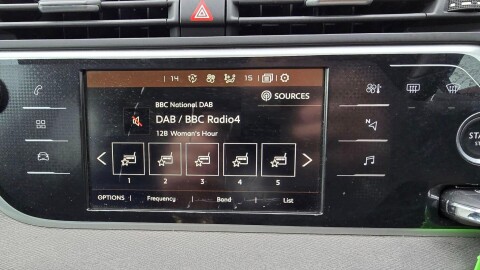 14 15
SOURCES
BBC National DAB
DAB / BBC Radio4
12B Woman's Hour
1 2 3 4 5
OPTIONS Frequency Band List
N
START